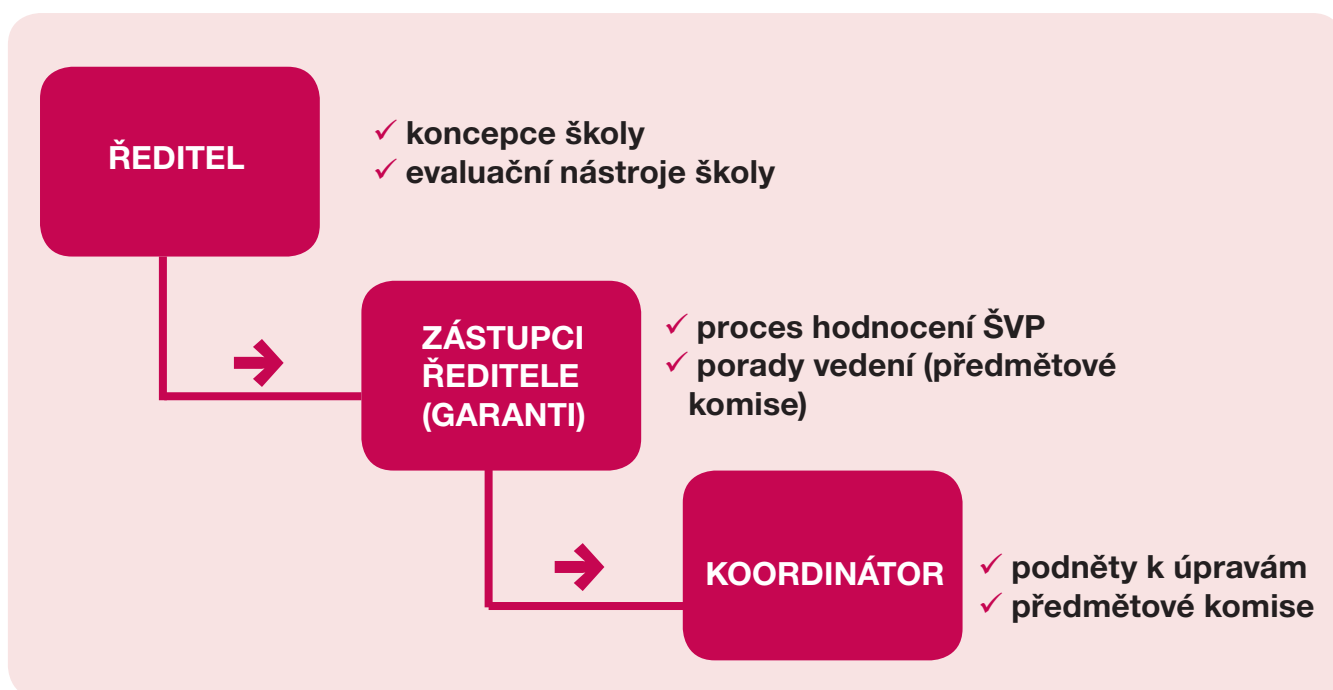 ŘEDITEL
✓ koncepce školy
✓ evaluační nástroje školy
ZÁSTUPCI
ŘEDITELE
(GARANTI)
✓ proces hodnocení ŠVP
✓ porady vedení (předmětové
komise)
KOORDINÁTOR
✓ podněty k úpravám
✓ předmětové komise